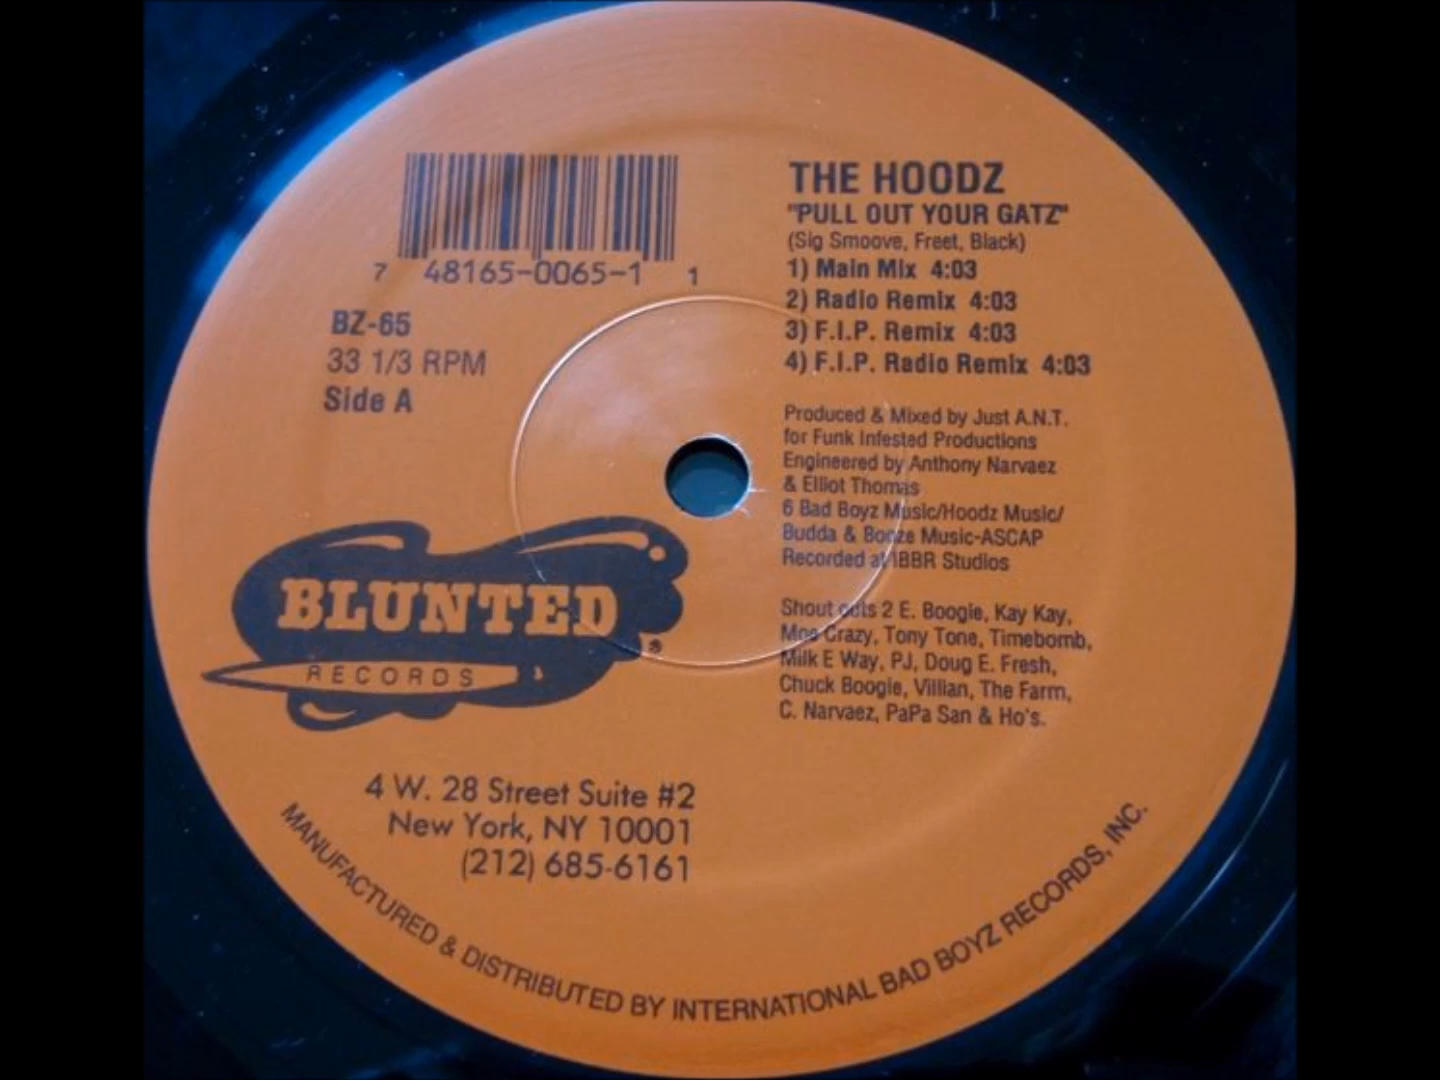 7 48165-0065-1 1
BZ-65
33 1/3 RPM
Side A
THE HOODZ
"PULL OUT YOUR GATZ"
(Sig Smoove, Freet, Black)
1) Main Mix 4:03
2) Radio Remix 4:03
3) F.I.P. Remix 4:03
4) F.I.P. Radio Remix 4:03
Produced & Mixed by Just A.N.T.
for Funk Infested Productions
Engineered by Anthony Narvaez
& Elliot Thomas
6 Bad Boyz Music/Hoodz Music/
Budda & Booze Music-ASCAP
Recorded at IBBR Studios
Shout outs 2 E. Boogie, Kay Kay,
Moe Crazy, Tony Tone, Timebomb,
Milk E Way, PJ, Doug E. Fresh,
Chuck Boogie, Villian, The Farm,
C. Narvaez, PaPa San & Ho's.
BLUNTED
RECORDS
®
4 W. 28 Street Suite #2
New York, NY 10001
(212) 685-6161
MANUFACTURED & DISTRIBUTED BY INTERNATIONAL BAD BOYZ RECORDS, INC.